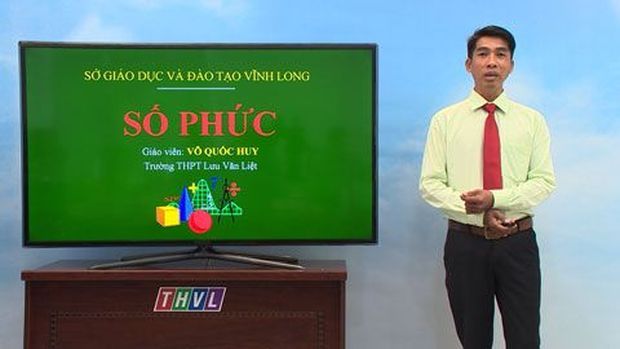 SỞ GIÁO DỤC VÀ ĐÀO TẠO VĨNH LONG
SỐ PHỨC
Giáo viên: VÕ QUỐC HUY
Trường THPT Lưu Văn Liệt
THVL